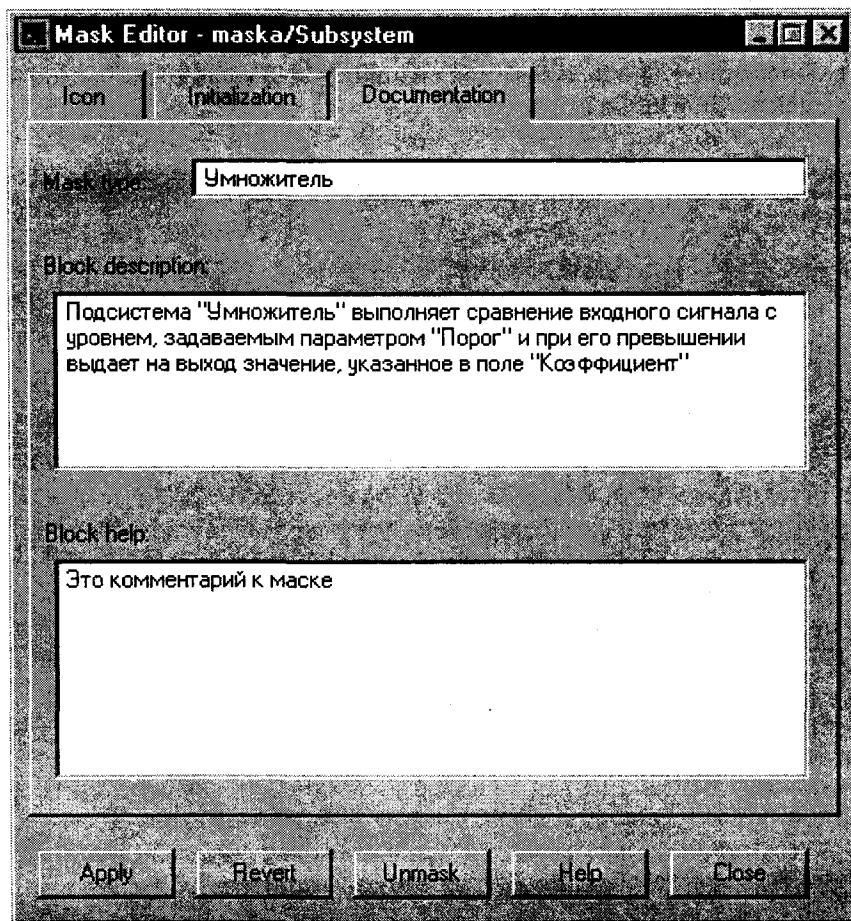 Mask Editor - maska/Subsystem
Icon Initialization Documentation
Mask type: Умножитель
Block description:
Подсистема "Умножитель" выполняет сравнение входного сигнала с
уровнем, задаваемым параметром "Порог" и при его превышении
выдает на выход значение, указанное в поле "Коэффициент"
Block help:
Это комментарий к маске
Apply Revert Unmask Help Close